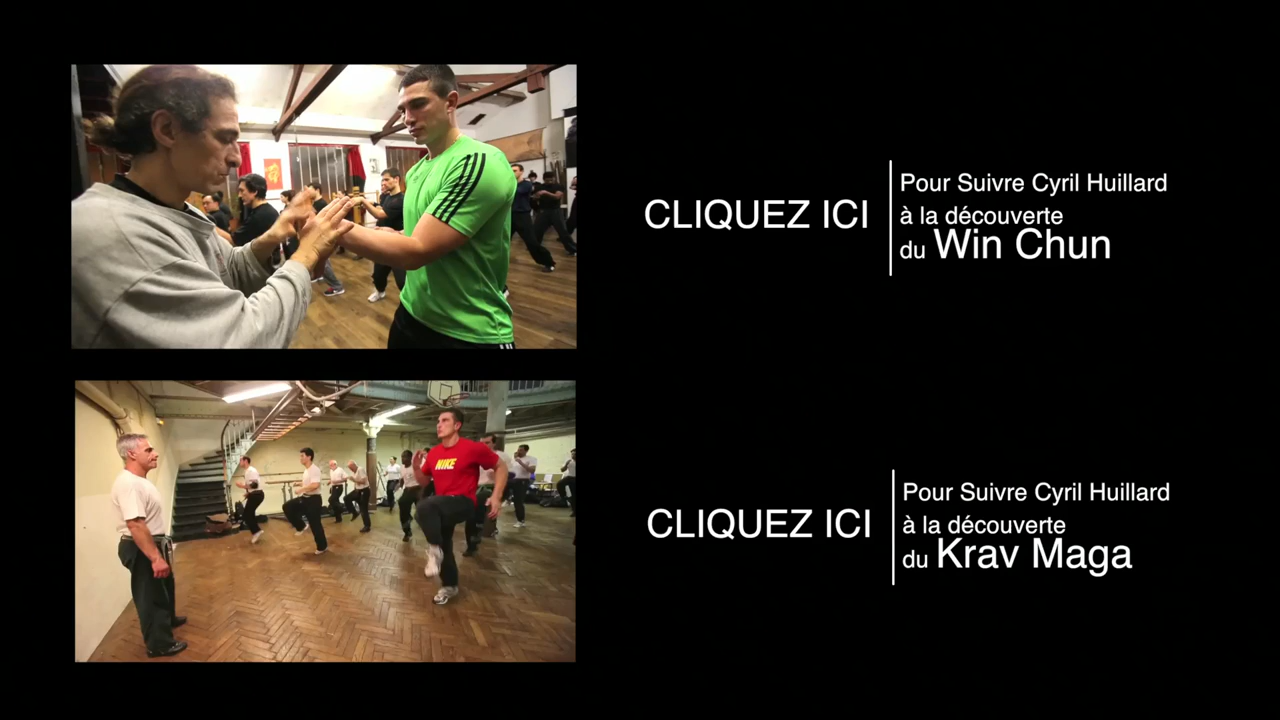 CLIQUEZ ICI
Pour Suivre Cyril Huillard
à la découverte
du Win Chun
NIKE
CLIQUEZ ICI
Pour Suivre Cyril Huillard
à la découverte
du Krav Maga